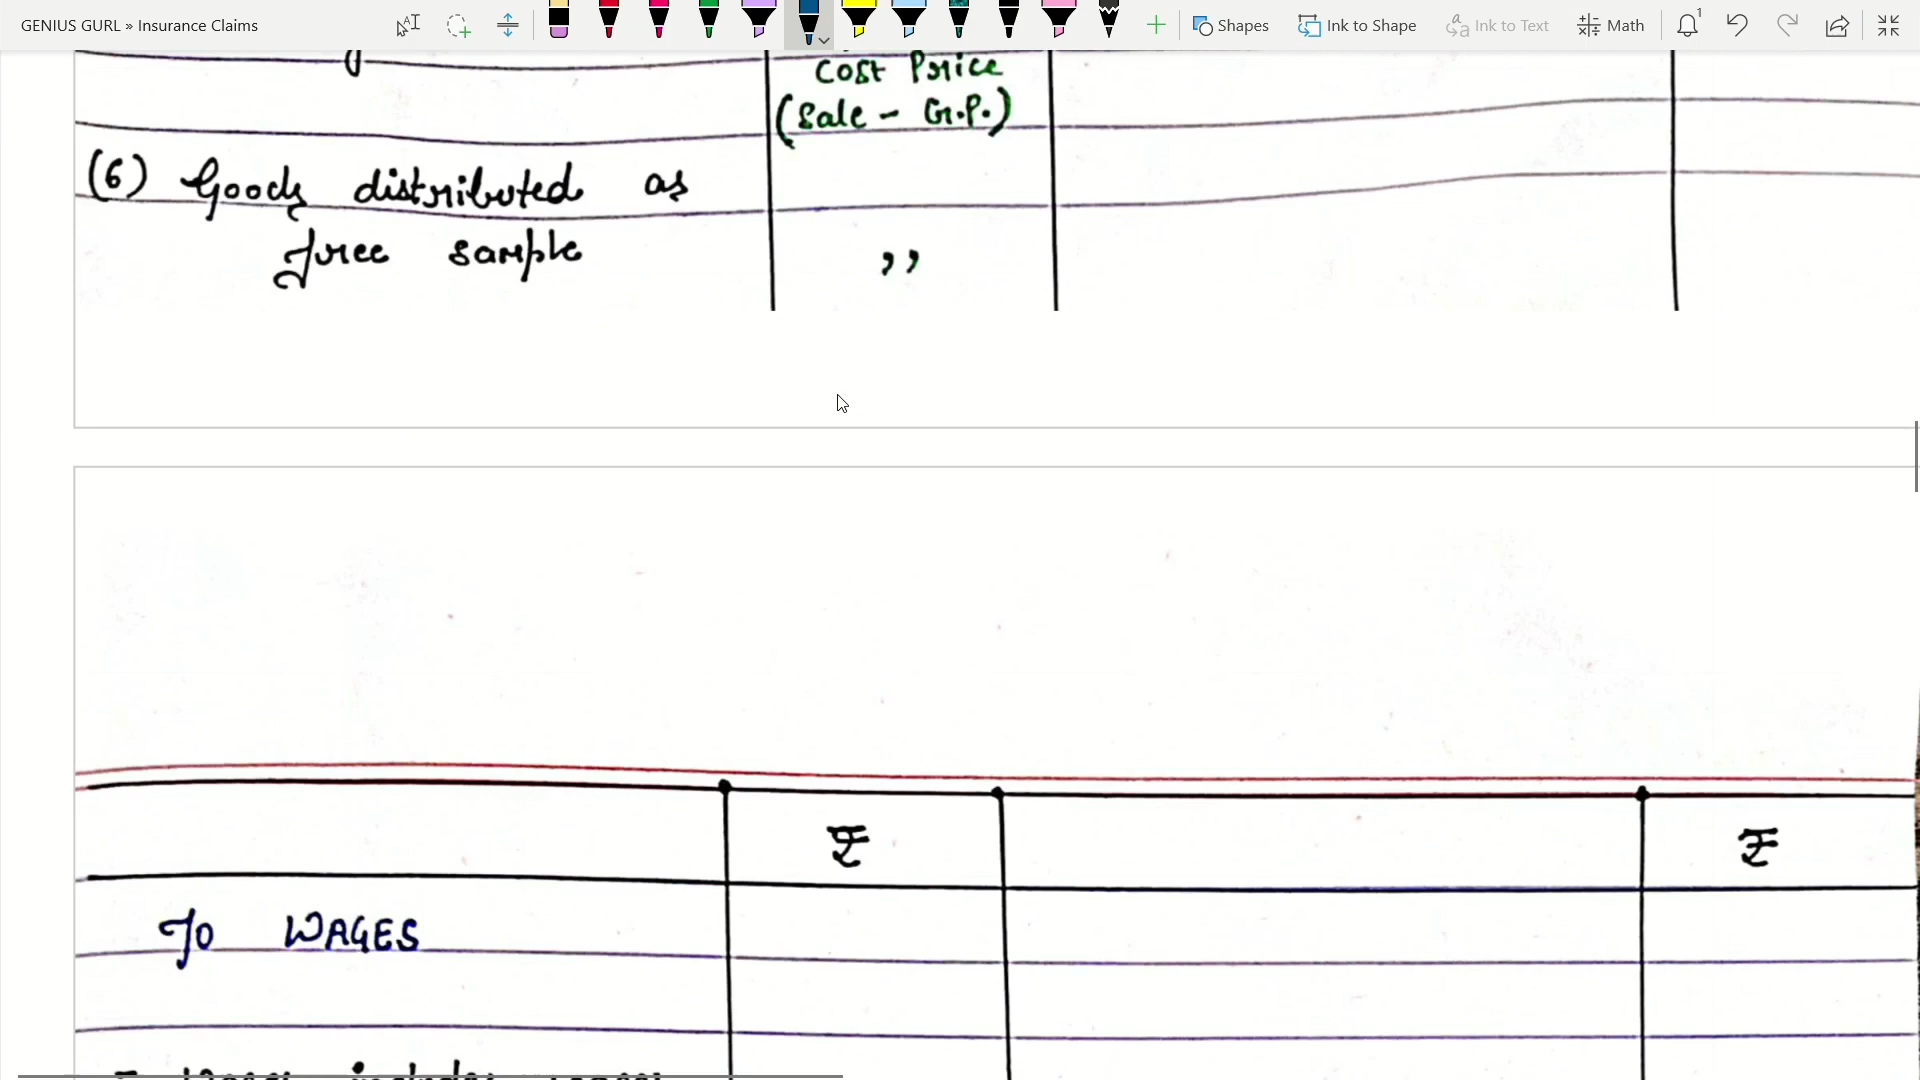 GENIUS GURL » Insurance Claims
Shapes
Ink to Shape
Ink to Text
Math
1
Cost Price
(Sale - G.P.)
(6) Goods distributed as
free sample
,,
₹ ₹
To WAGES